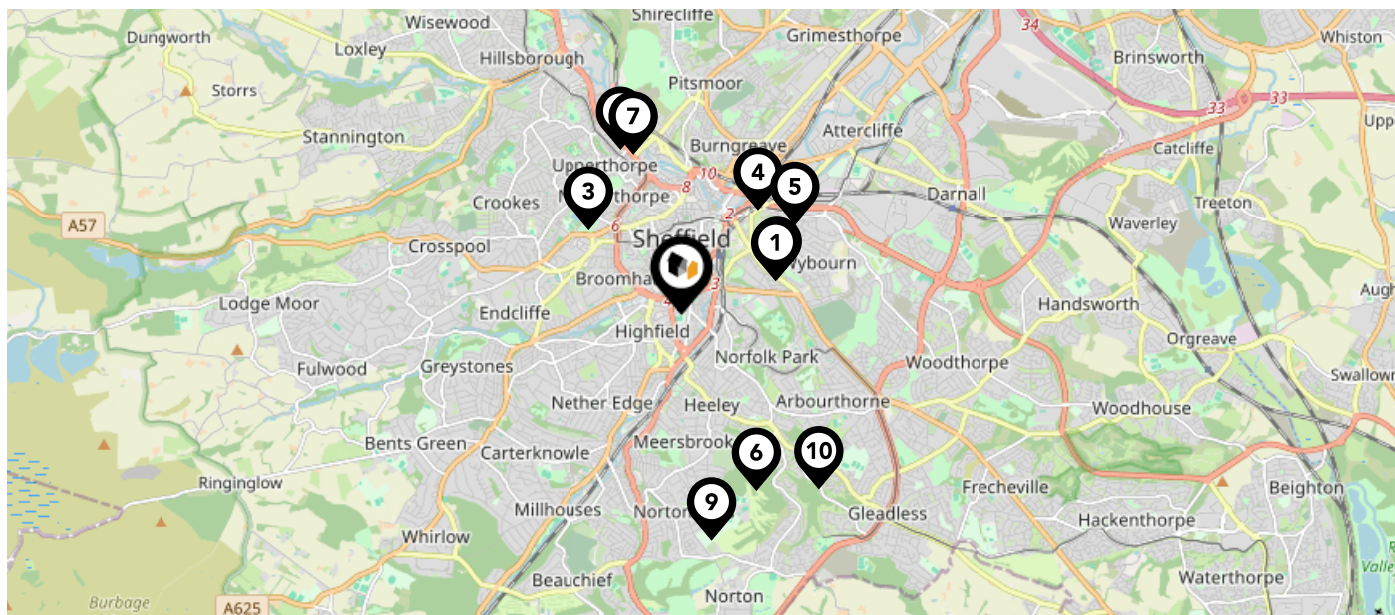 Shirecliffe
Wisewood
Dungworth
Loxley
Grimesthorpe
34
Whiston
Hillsborough
Brinsworth
Pitsmoor
Storrs
33
33
7
Stannington
Burngreave
Attercliffe
Catcliffe
Upperthorpe
4
10
8
5
3
thorpe
Crookes
Darnall
Treeton
A57
6
2
Waverley
Crosspool
Sheffield
1
ybourn
Broomha
3
Lodge Moor
Handsworth
Endcliffe
Highfield
Orgreave
Norfolk Park
Fulwood
Greystones
Woodthorpe
Nether Edge
Heeley
Arbourthorne
Woodhouse
Bents Green
Meersbrook
Carterknowle
6
10
Ringinglow
Frecheville
Beighton
9
Millhouses
Norton
Gleadless
Hackenthorpe
Whirlow
Beauchief
Waterthorpe
Norton
Burbage
A625